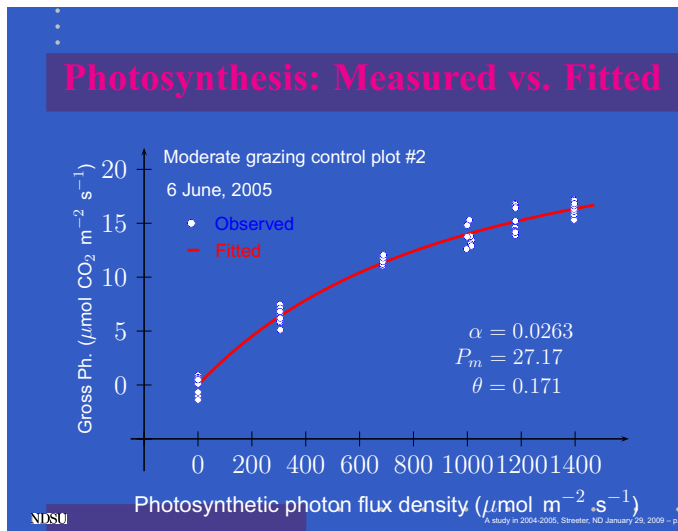 Photosynthesis: Measured vs. Fitted
Moderate grazing control plot #2
6 June, 2005
Observed
Fitted
Gross Ph. (μmol CO₂ m⁻² s⁻¹)
20
15
10
5
0
α = 0.0263
Pₘ = 27.17
θ = 0.171
0 200 400 600 800 1000 1200 1400
Photosynthetic photon flux density (μmol m⁻² s⁻¹)
NDSU
A study in 2004-2005, Streeter, ND January 29, 2009 – p